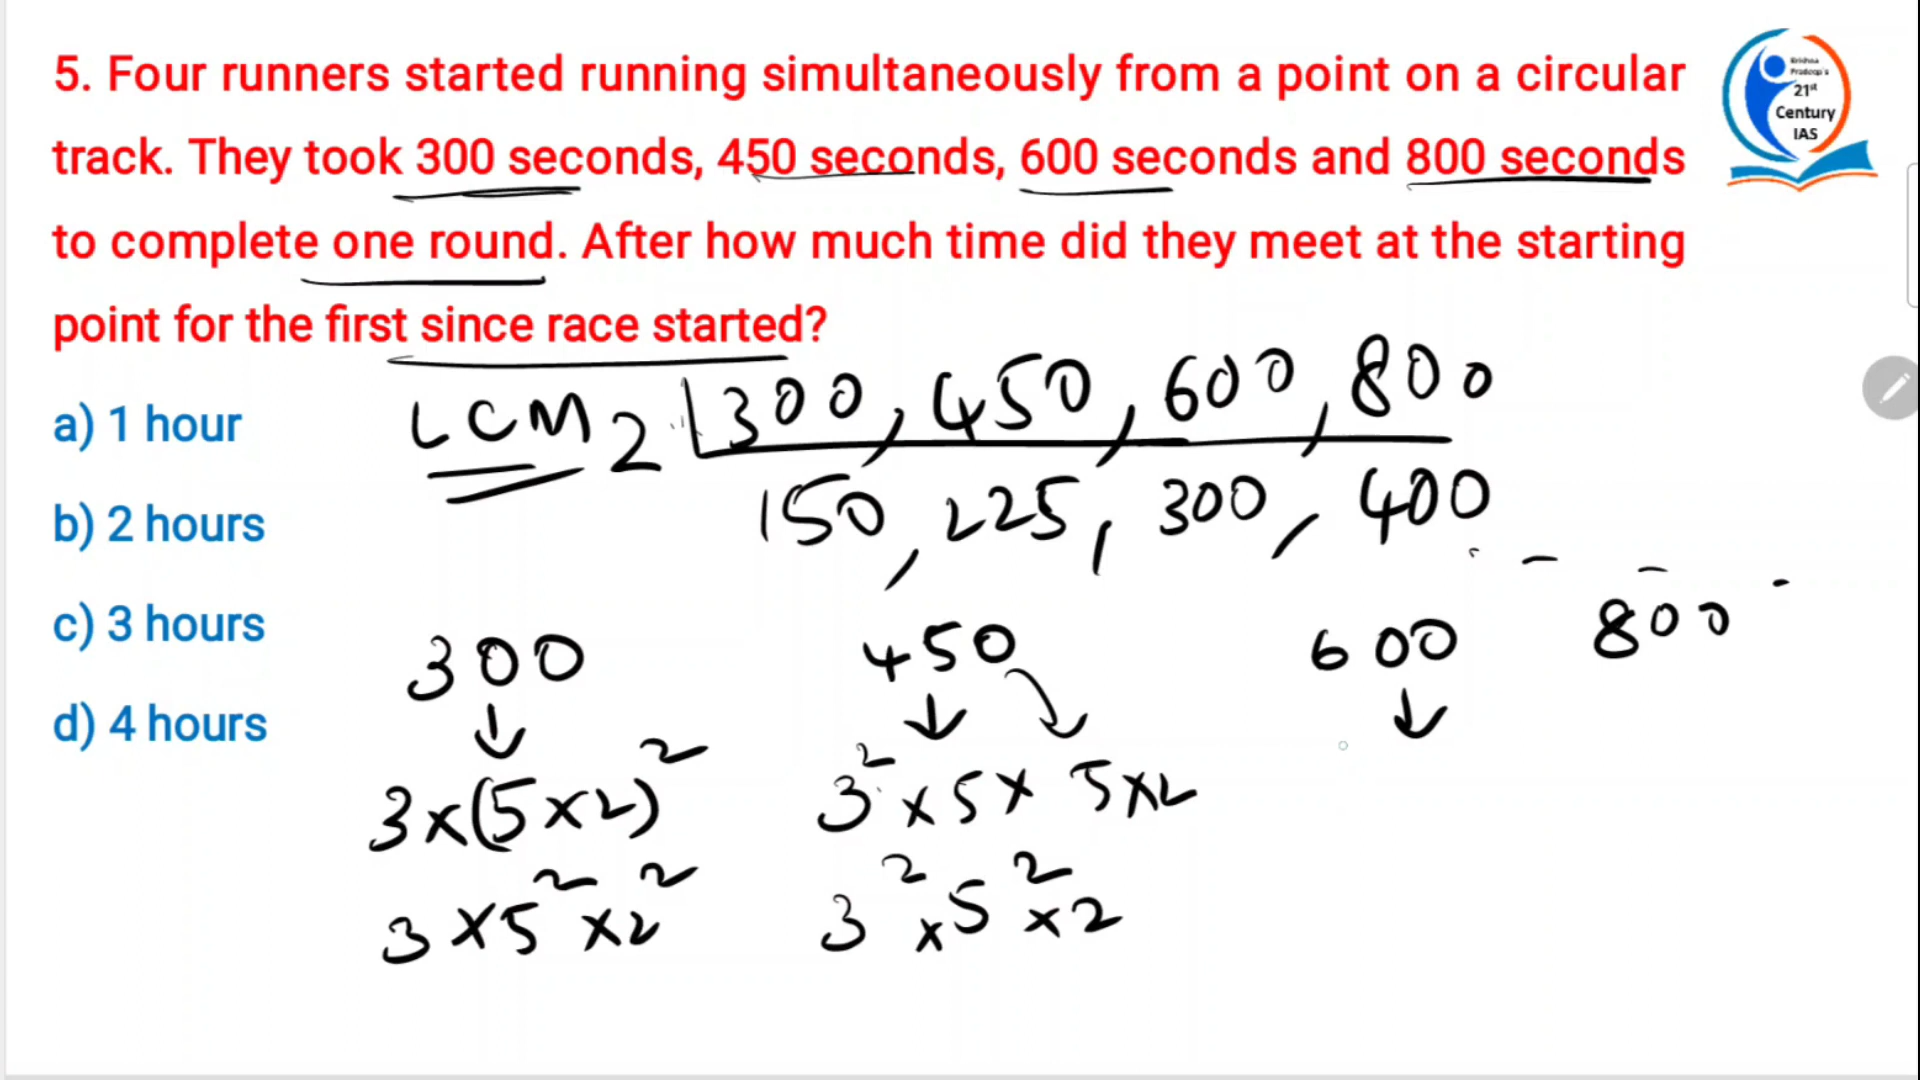 5. Four runners started running simultaneously from a point on a circular
track. They took 300 seconds, 450 seconds, 600 seconds and 800 seconds
to complete one round. After how much time did they meet at the starting
point for the first since race started?
Krishna
Pradeep's
21st
Century
IAS
a) 1 hour
b) 2 hours
c) 3 hours
d) 4 hours
LCM 2 300, 450, 600, 800
150, 225, 300, 400
300 450 600 800
3×(5×2)² 3²×5×5×2
3×5²×2² 3²×5²×2